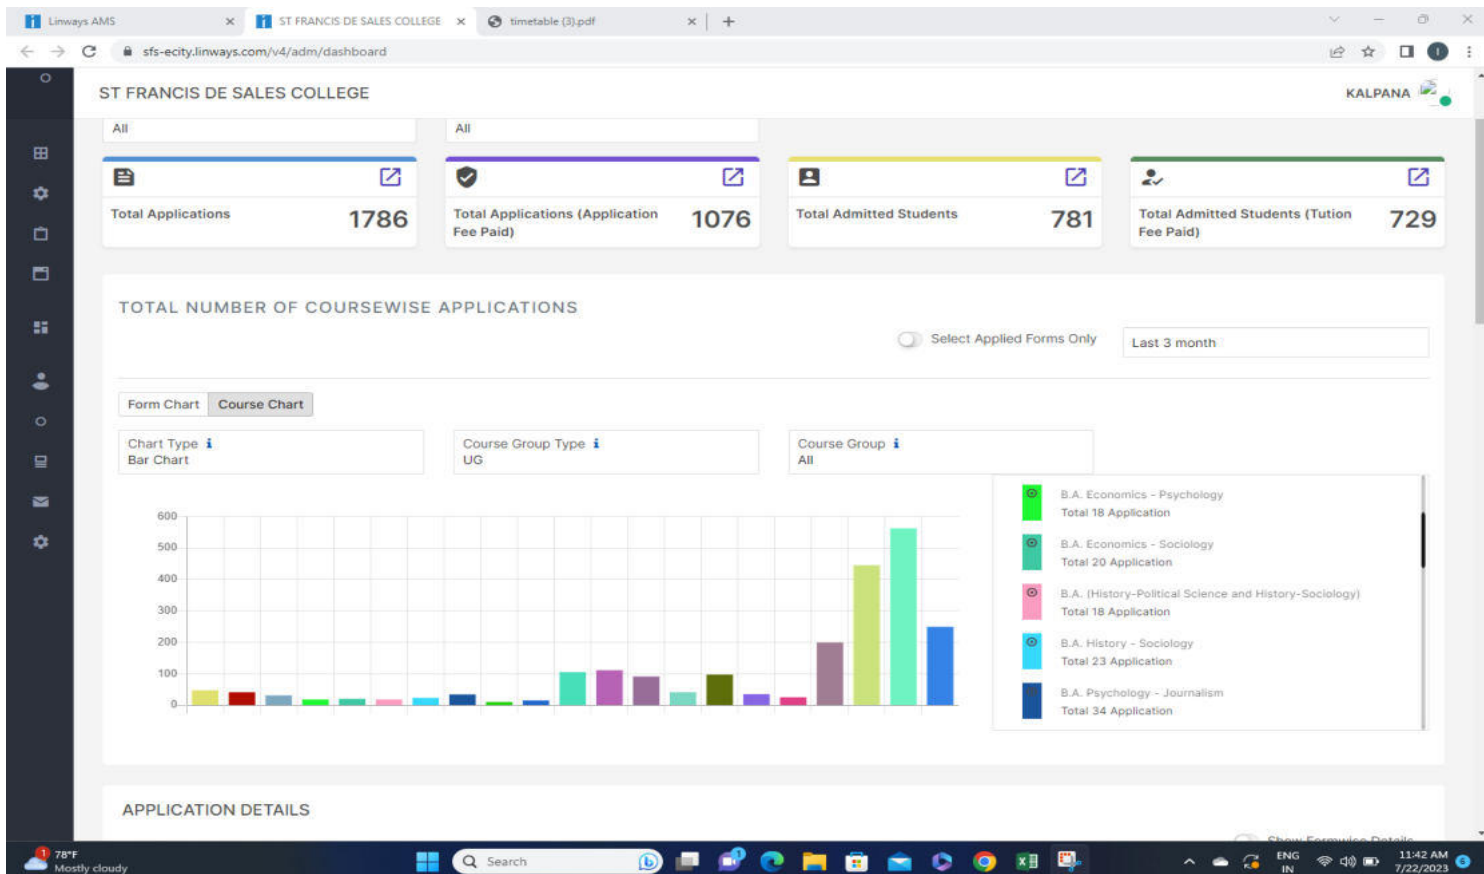 Linways AMS
ST FRANCIS DE SALES COLLEGE
timetable (3).pdf
sfs-ecity.linways.com/v4/adm/dashboard
ST FRANCIS DE SALES COLLEGE
KALPANA
All
All
Total Applications
1786
Total Applications (Application
Fee Paid)
1076
Total Admitted Students
781
Total Admitted Students (Tution
Fee Paid)
729
TOTAL NUMBER OF COURSEWISE APPLICATIONS
Select Applied Forms Only
Last 3 month
Form Chart
Course Chart
Chart Type
Bar Chart
Course Group Type
UG
Course Group
All
600
500
400
300
200
100
0
B.A. Economics - Psychology
Total 18 Application
B.A. Economics - Sociology
Total 20 Application
B.A. (History-Political Science and History-Sociology)
Total 18 Application
B.A. History - Sociology
Total 23 Application
B.A. Psychology - Journalism
Total 34 Application
APPLICATION DETAILS
Show Formwise Details
1
78°F
Mostly cloudy
Search
ENG
IN
11:42 AM
7/22/2023